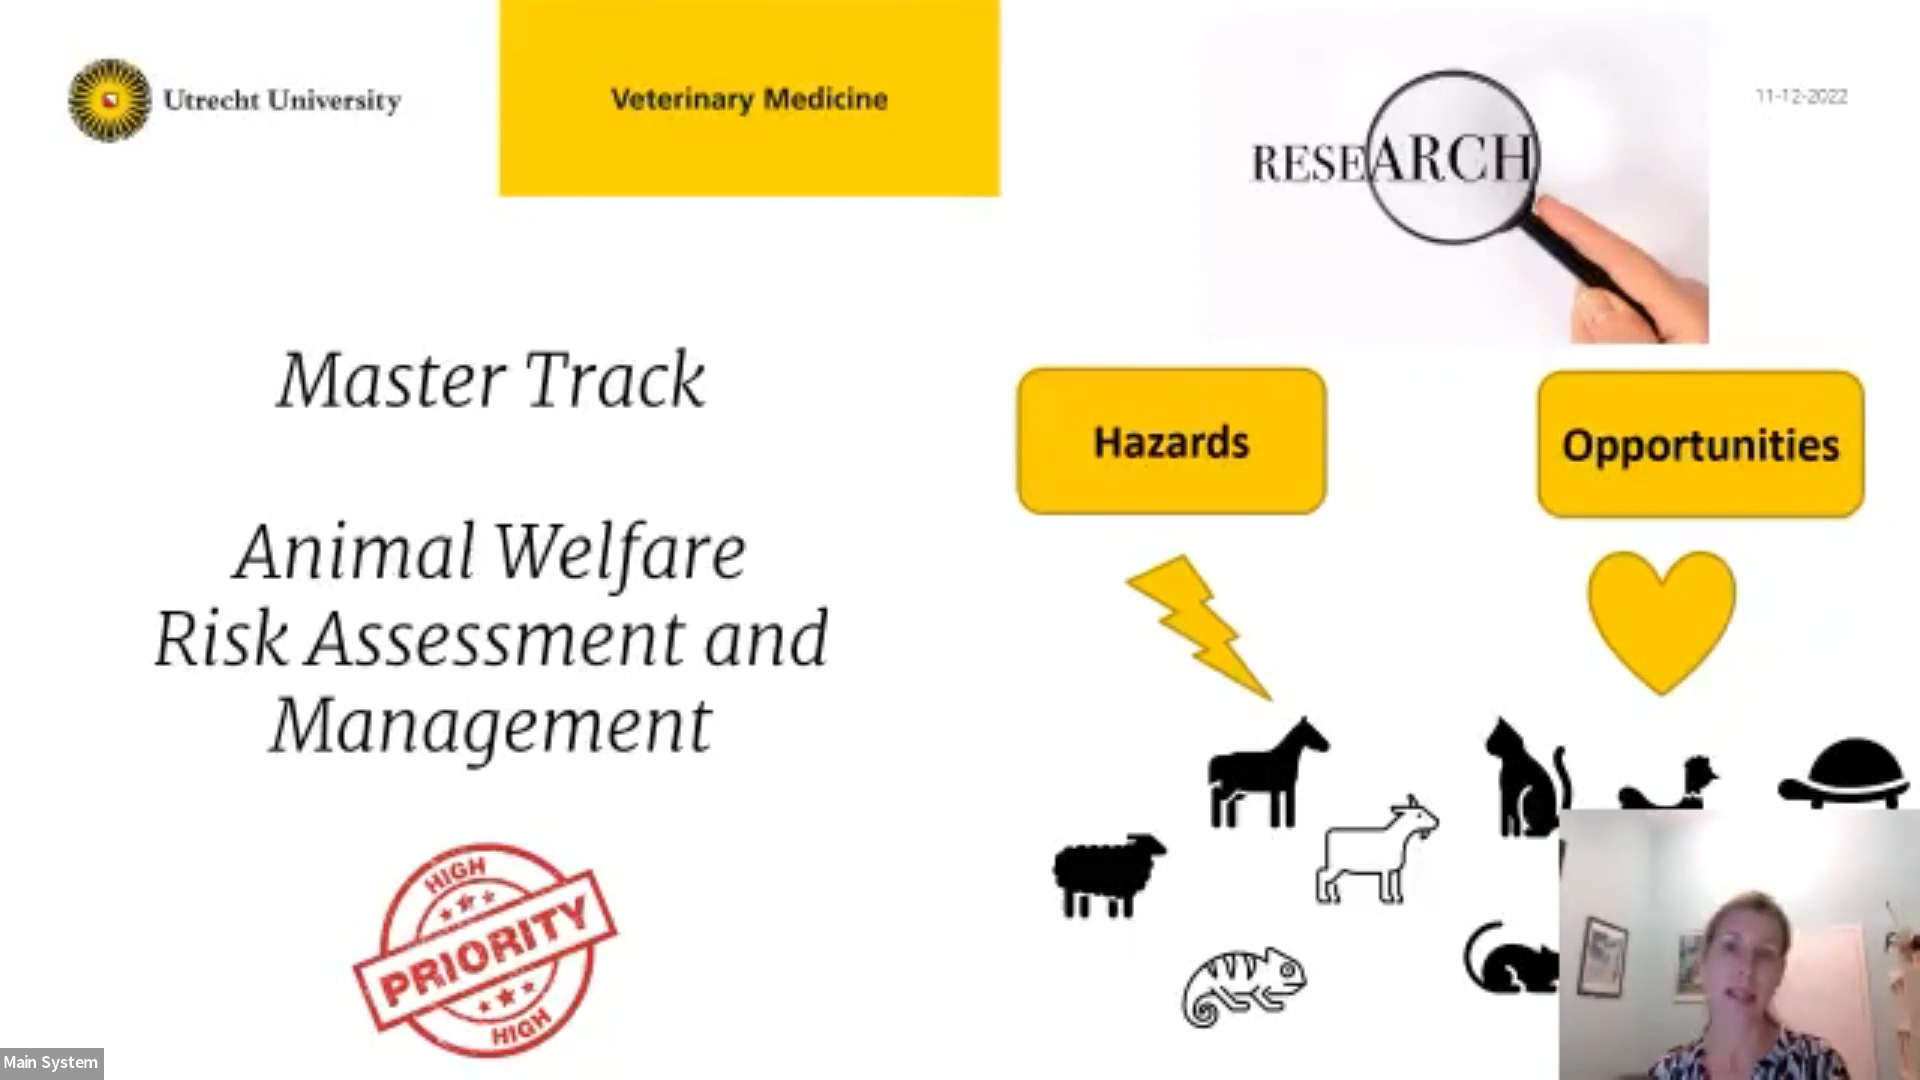 Utrecht University
Veterinary Medicine
RESEARCH
11-12-2022
Master Track
Animal Welfare
Risk Assessment and
Management
Hazards
Opportunities
HIGH
PRIORITY
HIGH
Main System